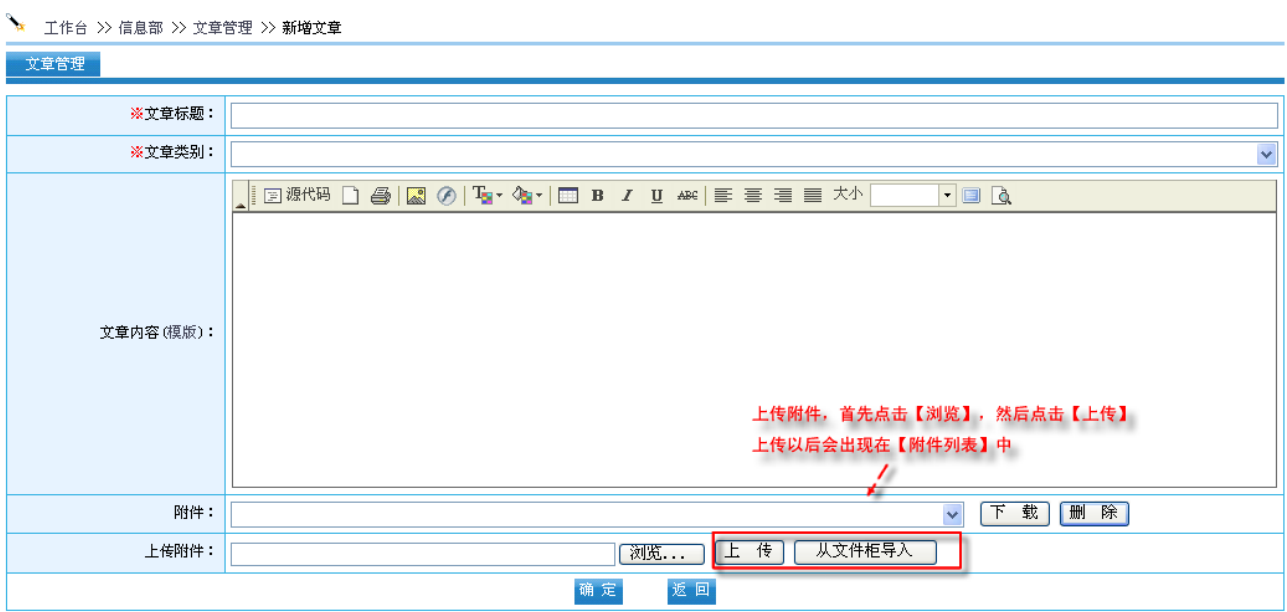 工作台 >> 信息部 >> 文章管理 >> 新增文章
文章管理
※文章标题：
※文章类别：
源代码 T B I U ABC 大小
文章内容(模版)：
上传附件，首先点击【浏览】，然后点击【上传】
上传以后会出现在【附件列表】中
附件： 下 载 删 除
上传附件： 浏览... 上 传 从文件柜导入
确 定 返 回